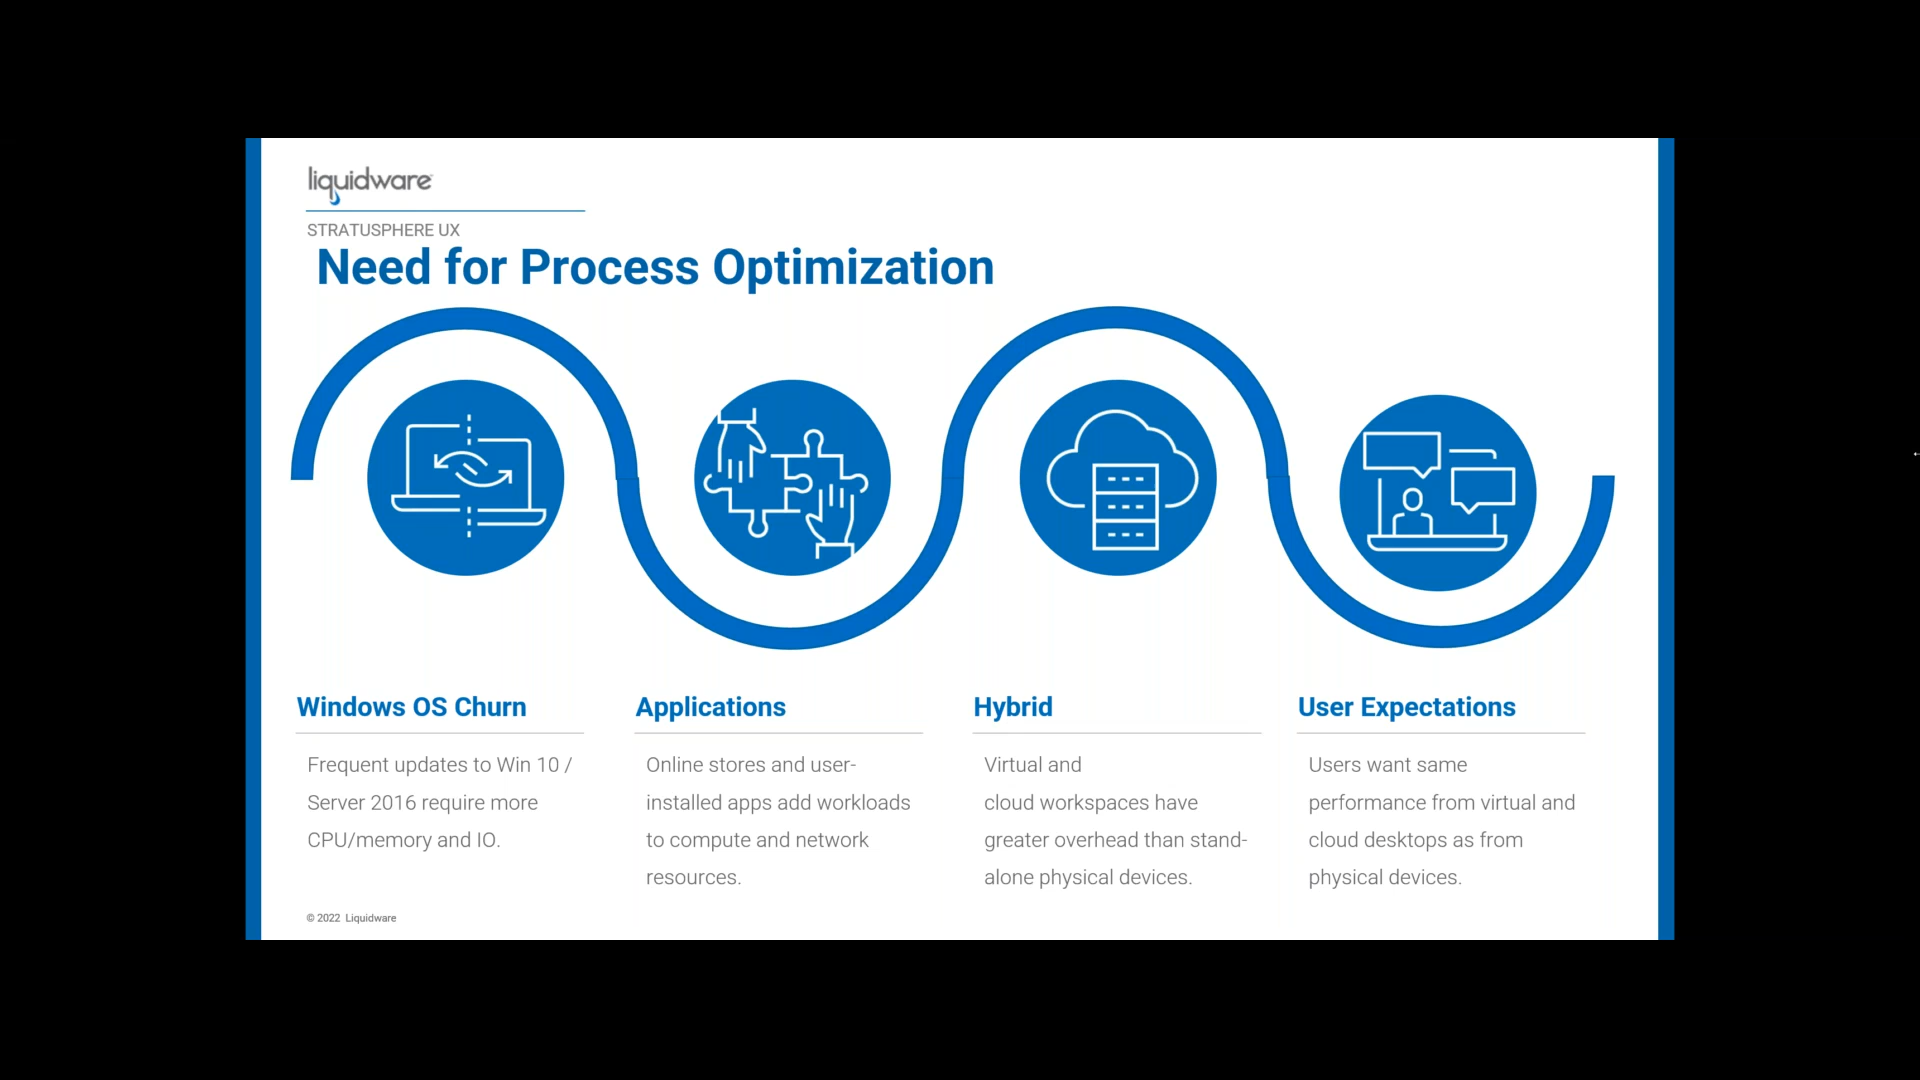 liquidware
STRATUSPHERE UX
Need for Process Optimization
Windows OS Churn
Frequent updates to Win 10 /
Server 2016 require more
CPU/memory and IO.
Applications
Online stores and user-
installed apps add workloads
to compute and network
resources.
Hybrid
Virtual and
cloud workspaces have
greater overhead than stand-
alone physical devices.
User Expectations
Users want same
performance from virtual and
cloud desktops as from
physical devices.
© 2022 Liquidware